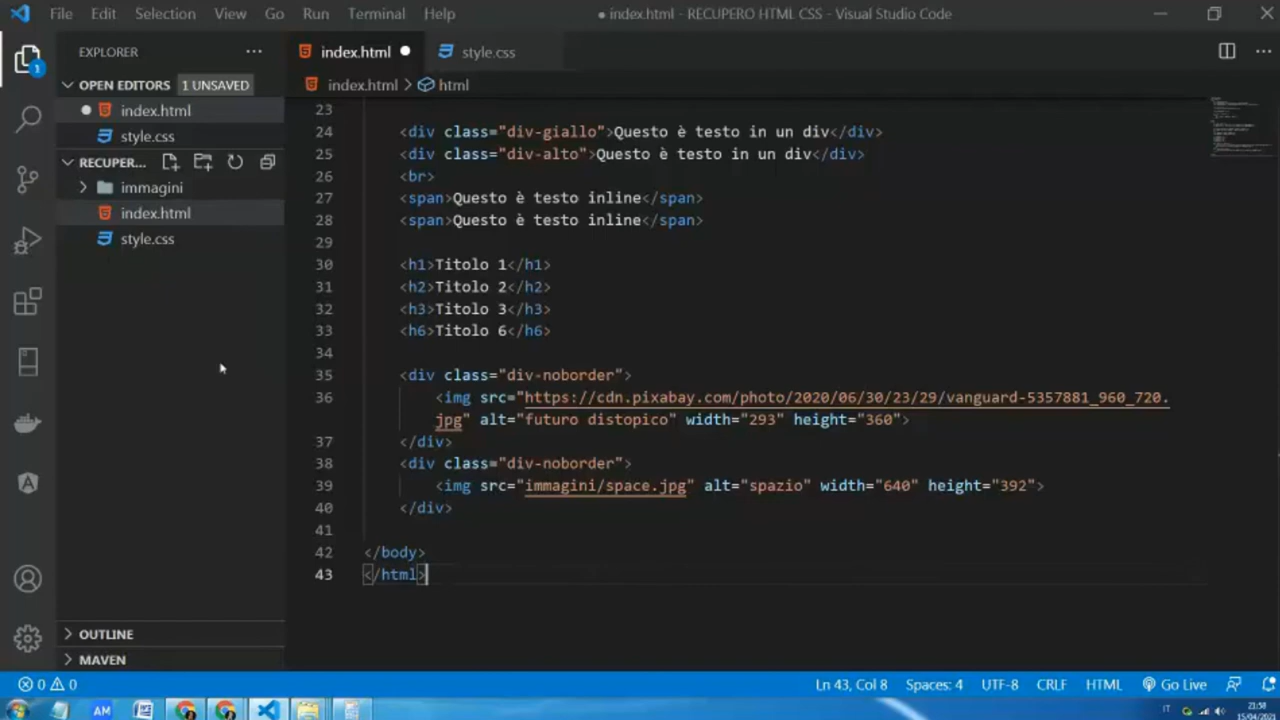 File Edit Selection View Go Run Terminal Help ● index.html - RECUPERO HTML CSS - Visual Studio Code
EXPLORER
index.html
style.css
OPEN EDITORS 1 UNSAVED
index.html > html
index.html
style.css
RECUPER...
immagini
index.html
style.css
23
24 <div class="div-giallo">Questo è testo in un div</div>
25 <div class="div-alto">Questo è testo in un div</div>
26 <br>
27 <span>Questo è testo inline</span>
28 <span>Questo è testo inline</span>
29
30 <h1>Titolo 1</h1>
31 <h2>Titolo 2</h2>
32 <h3>Titolo 3</h3>
33 <h6>Titolo 6</h6>
34
35 <div class="div-noborder">
36 <img src="https://cdn.pixabay.com/photo/2020/06/30/23/29/vanguard-5357881_960_720.
jpg" alt="futuro distopico" width="293" height="360">
37 </div>
38 <div class="div-noborder">
39 <img src="immagini/space.jpg" alt="spazio" width="640" height="392">
40 </div>
41
42 </body>
43 </html>
OUTLINE
MAVEN
0 0 Ln 43, Col 8 Spaces: 4 UTF-8 CRLF HTML Go Live
AM
IT
21:58
15/04/2021